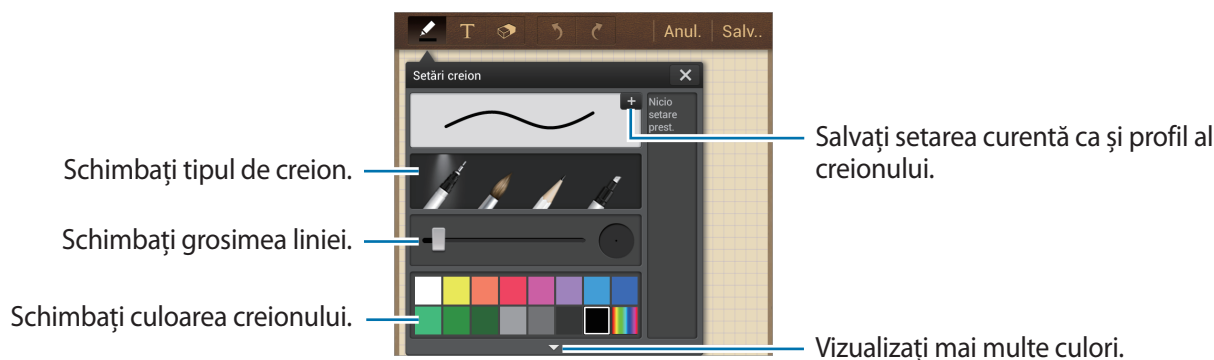 T
Anul.
Salv..
Setări creion
Nicio
setare
prest.
Salvați setarea curentă ca și profil al
creionului.
Schimbați tipul de creion.
Schimbați grosimea liniei.
Schimbați culoarea creionului.
Vizualizați mai multe culori.